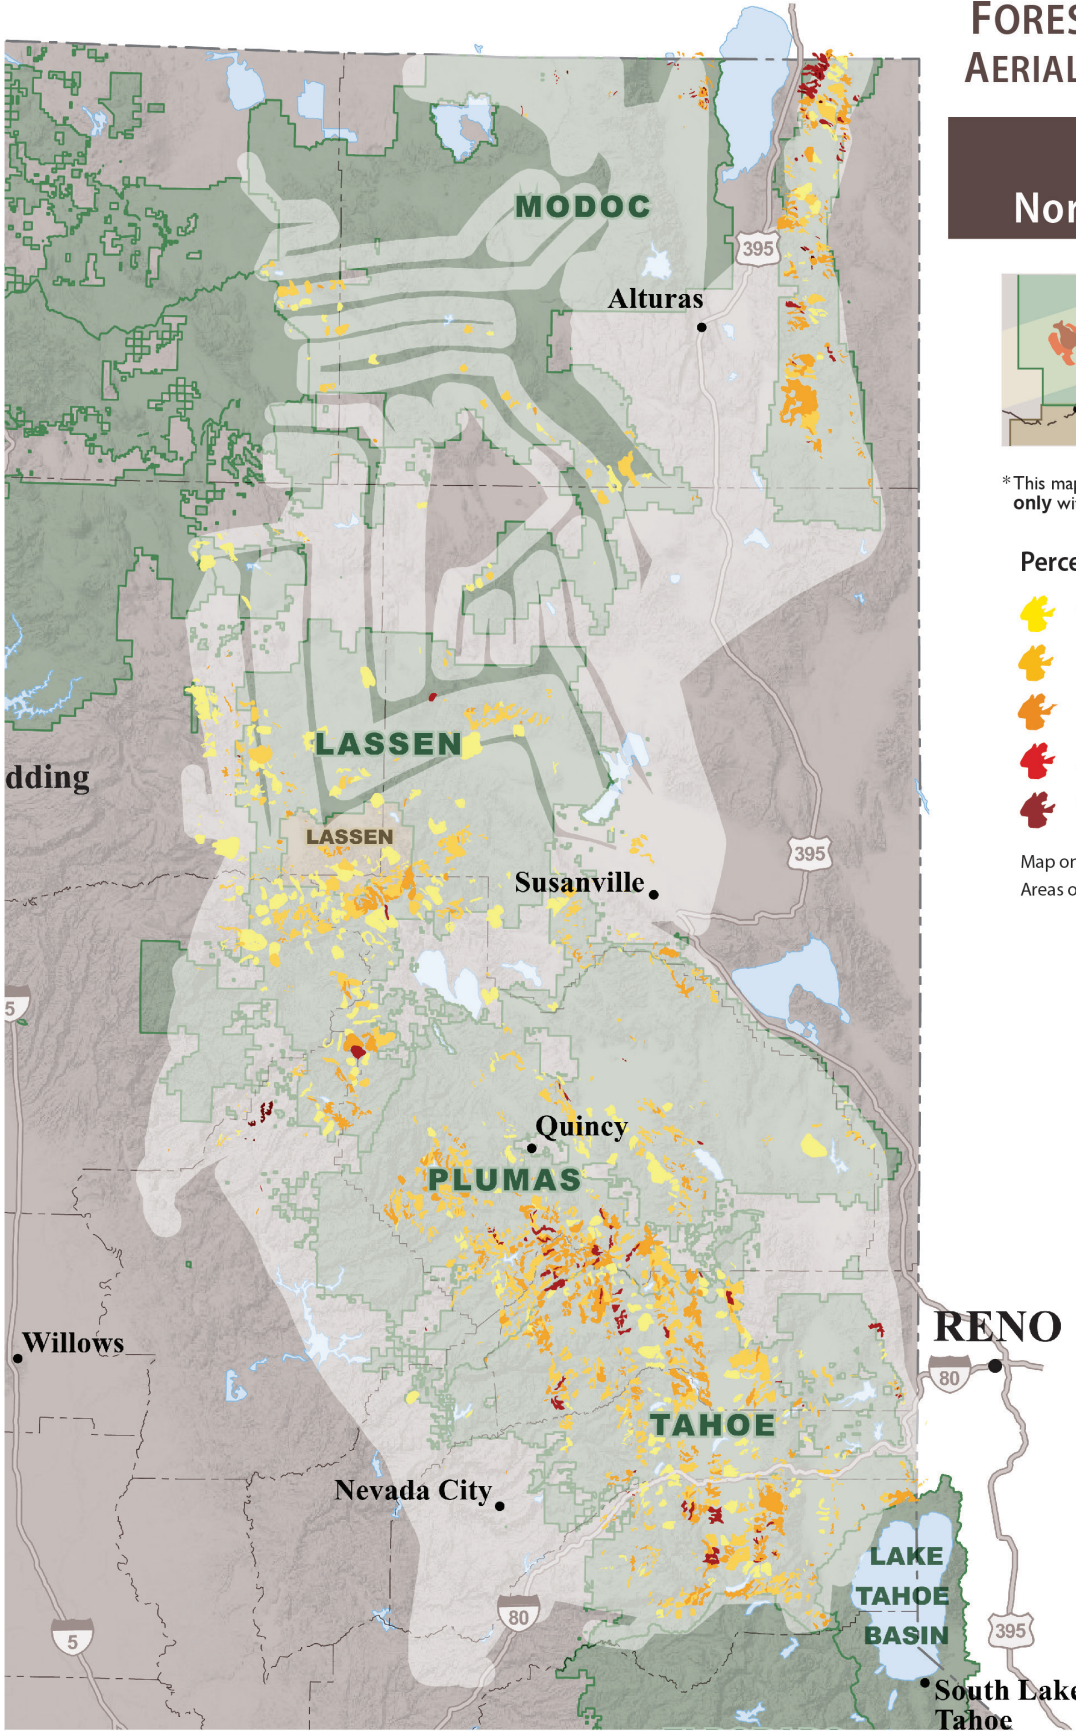 FORES
AERIAL
Nor
MODOC
395
Alturas
*This map
only wi
Perce
LASSEN
dding
LASSEN
395
Susanville
Map or
Areas o
5
Quincy
PLUMAS
RENO
Willows
80
TAHOE
Nevada City
LAKE
TAHOE
BASIN
80
395
5
South Lake
Tahoe